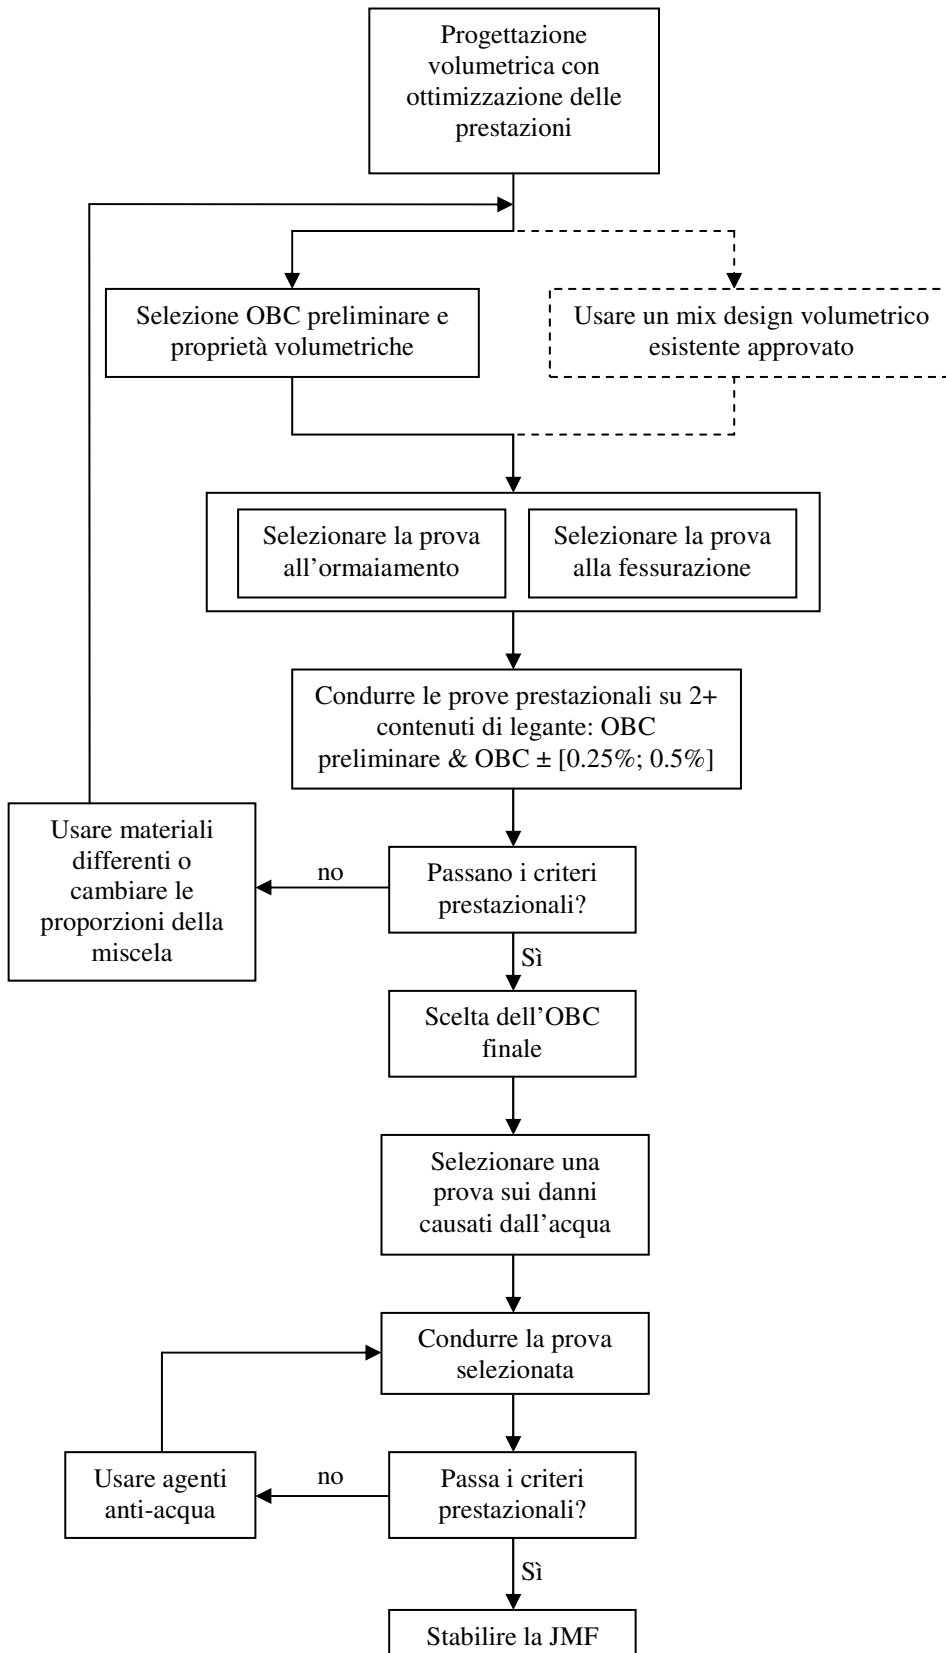 Progettazione
volumetrica con
ottimizzazione delle
prestazioni
Selezione OBC preliminare e
proprietà volumetriche
Usare un mix design volumetrico
esistente approvato
Selezionare la prova
all'ormaiamento
Selezionare la prova
alla fessurazione
Condurre le prove prestazionali su 2+
contenuti di legante: OBC
preliminare & OBC ± [0.25%; 0.5%]
Usare materiali
differenti o
cambiare le
proporzioni della
miscela
no
Passano i criteri
prestazionali?
Sì
Scelta dell'OBC
finale
Selezionare una
prova sui danni
causati dall'acqua
Condurre la prova
selezionata
Usare agenti
anti-acqua
no
Passa i criteri
prestazionali?
Sì
Stabilire la JMF